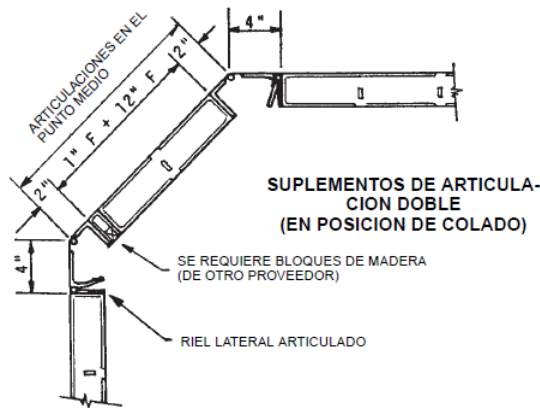 4"
ARTICULACIONES EN EL
PUNTO MEDIO
2" 1" F + 12" F 12"
SUPLEMENTOS DE ARTICULA-
CION DOBLE
(EN POSICION DE COLADO)
4"
SE REQUIERE BLOQUES DE MADERA
(DE OTRO PROVEEDOR)
RIEL LATERAL ARTICULADO